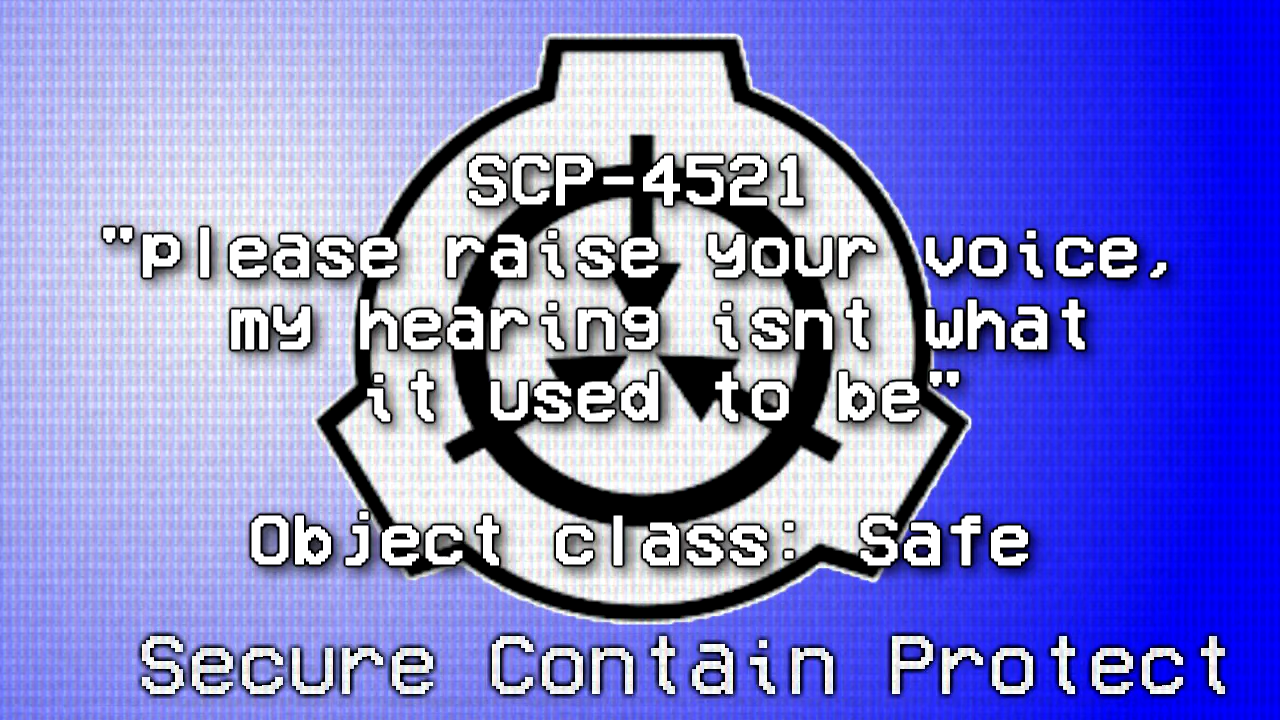 SCP-4521
"please raise your voice,
my hearing isnt what
it used to be"
Object class: Safe
Secure Contain Protect